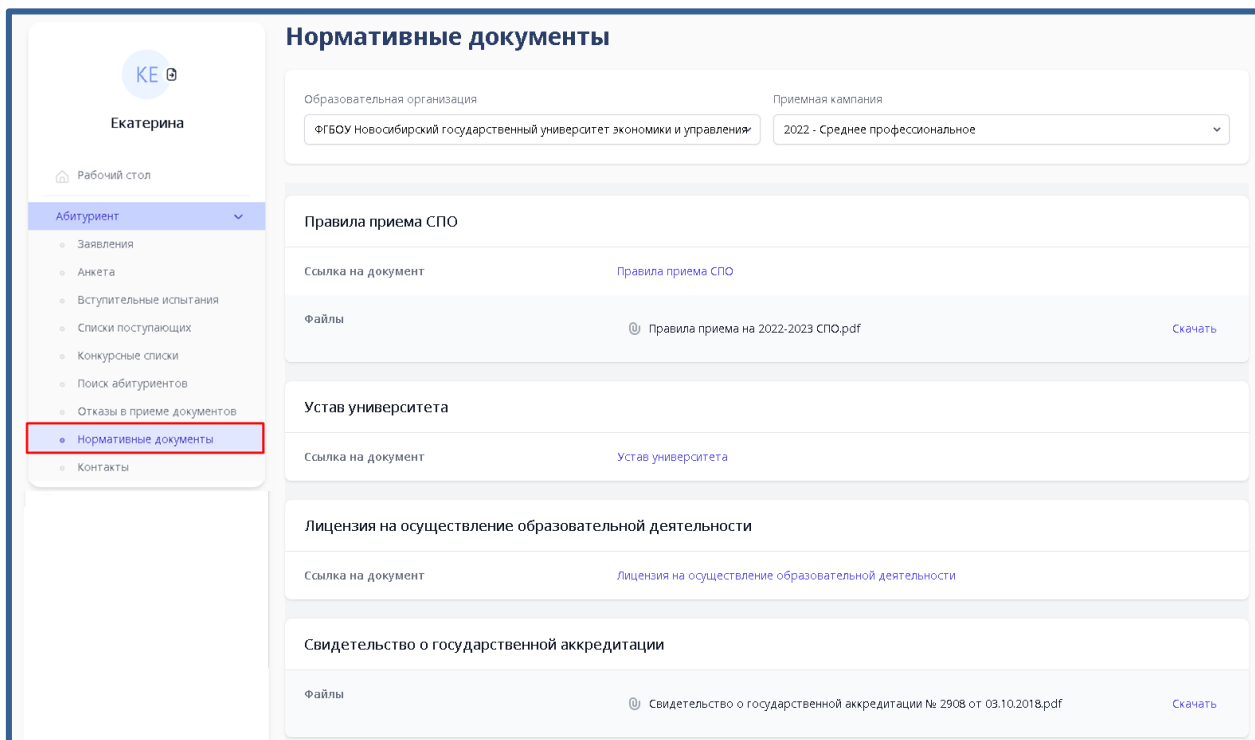 КЕ
Екатерина
Рабочий стол
Абитуриент
Заявления
Анкета
Вступительные испытания
Списки поступающих
Конкурсные списки
Поиск абитуриентов
Отказы в приеме документов
Нормативные документы
Контакты
Нормативные документы
Образовательная организация
ФГБОУ Новосибирский государственный университет экономики и управления
Приемная кампания
2022 - Среднее профессиональное
Правила приема СПО
Ссылка на документ Правила приема СПО
Файлы Правила приема на 2022-2023 СПО.pdf Скачать
Устав университета
Ссылка на документ Устав университета
Лицензия на осуществление образовательной деятельности
Ссылка на документ Лицензия на осуществление образовательной деятельности
Свидетельство о государственной аккредитации
Файлы Свидетельство о государственной аккредитации № 2908 от 03.10.2018.pdf Скачать